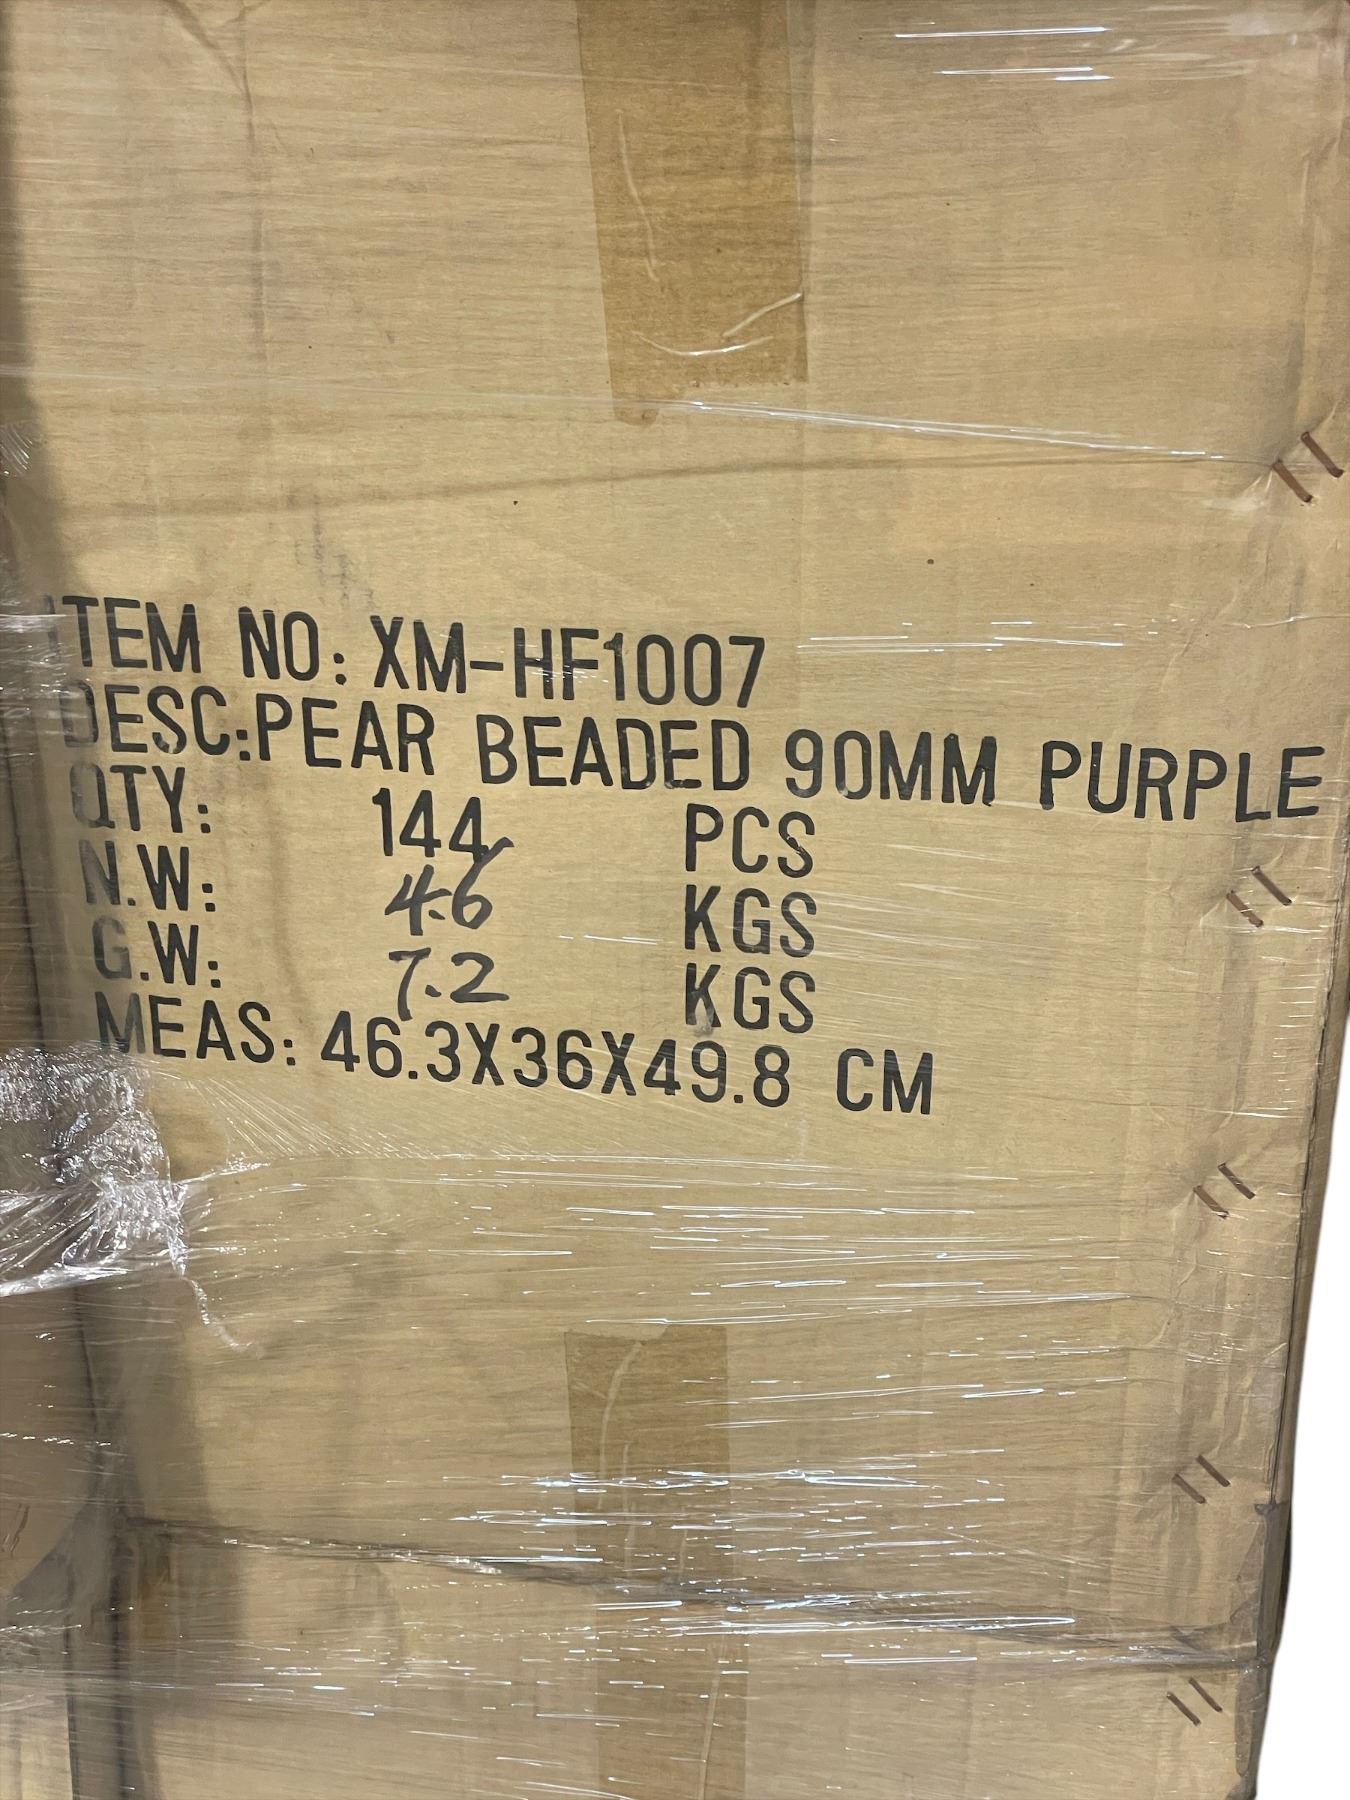 ITEM NO: XM-HF1007
DESC:PEAR BEADED 90MM PURPLE
QTY: 144 PCS
N.W: 4.6 KGS
G.W: 7.2 KGS
MEAS: 46.3X36X49.8 CM